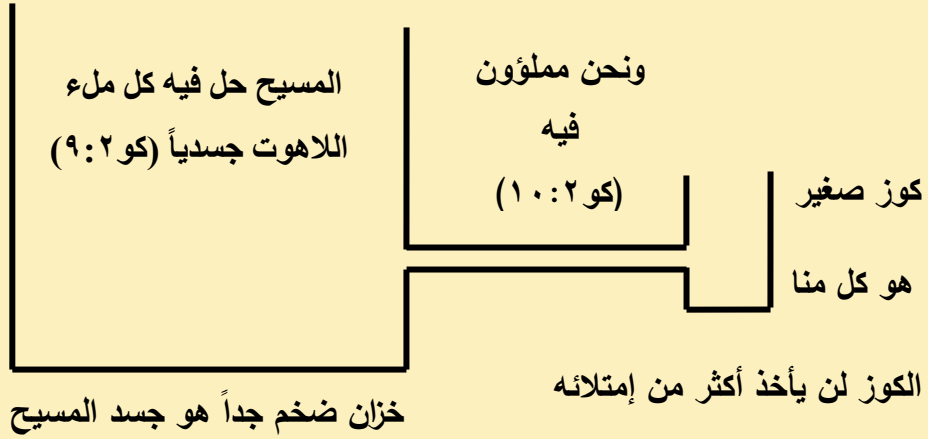 المسيح حل فيه كل ملء
اللاهوت جسدياً (كو٢:٩)
ونحن مملؤون
فيه
(كو٢:١٠)
كوز صغير
هو كل منا
الكوز لن يأخذ أكثر من إمتلائه
خزان ضخم جداً هو جسد المسيح